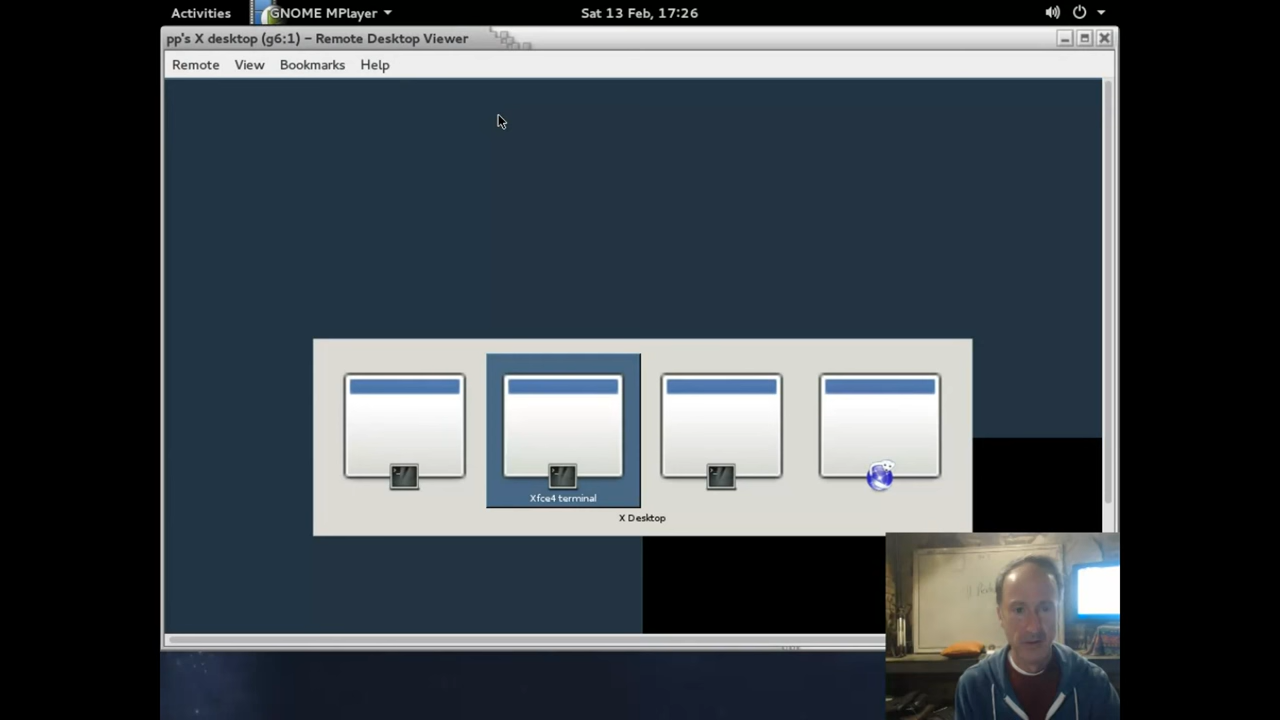 Activities GNOME MPlayer Sat 13 Feb, 17:26
pp's X desktop (g6:1) – Remote Desktop Viewer
Remote View Bookmarks Help
Xfce4 terminal
X Desktop